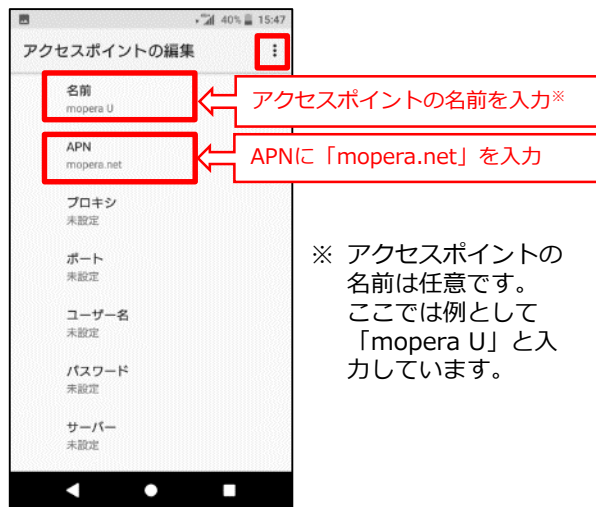 40% 15:47
アクセスポイントの編集
名前
mopera U
アクセスポイントの名前を入力※
APN
mopera.net
APNに「mopera.net」を入力
プロキシ
未設定
ポート
未設定
ユーザー名
未設定
パスワード
未設定
サーバー
未設定
※ アクセスポイントの
名前は任意です。
ここでは例として
「mopera U」と入
力しています。